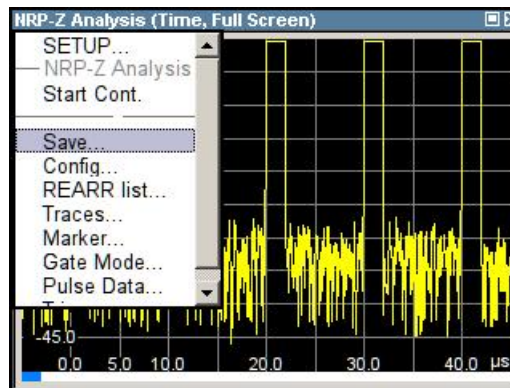 NRP-Z Analysis (Time, Full Screen)
SETUP...
NRP-Z Analysis
Start Cont.
Save...
Config...
REARR list...
Traces...
Marker...
Gate Mode...
Pulse Data...
-45.0
0.0 5.0 10.0 20.0 30.0 40.0 µs